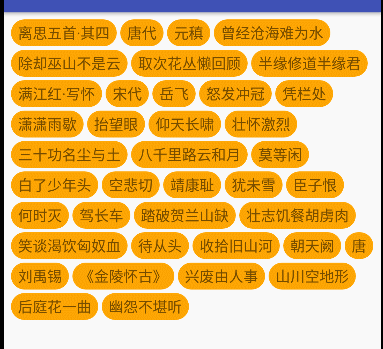 离思五首·其四 唐代 元稹 曾经沧海难为水
除却巫山不是云 取次花丛懒回顾 半缘修道半缘君
满江红·写怀 宋代 岳飞 怒发冲冠 凭栏处
潇潇雨歇 抬望眼 仰天长啸 壮怀激烈
三十功名尘与土 八千里路云和月 莫等闲
白了少年头 空悲切 靖康耻 犹未雪 臣子恨
何时灭 驾长车 踏破贺兰山缺 壮志饥餐胡虏肉
笑谈渴饮匈奴血 待从头 收拾旧山河 朝天阙 唐
刘禹锡 《金陵怀古》 兴废由人事 山川空地形
后庭花一曲 幽怨不堪听